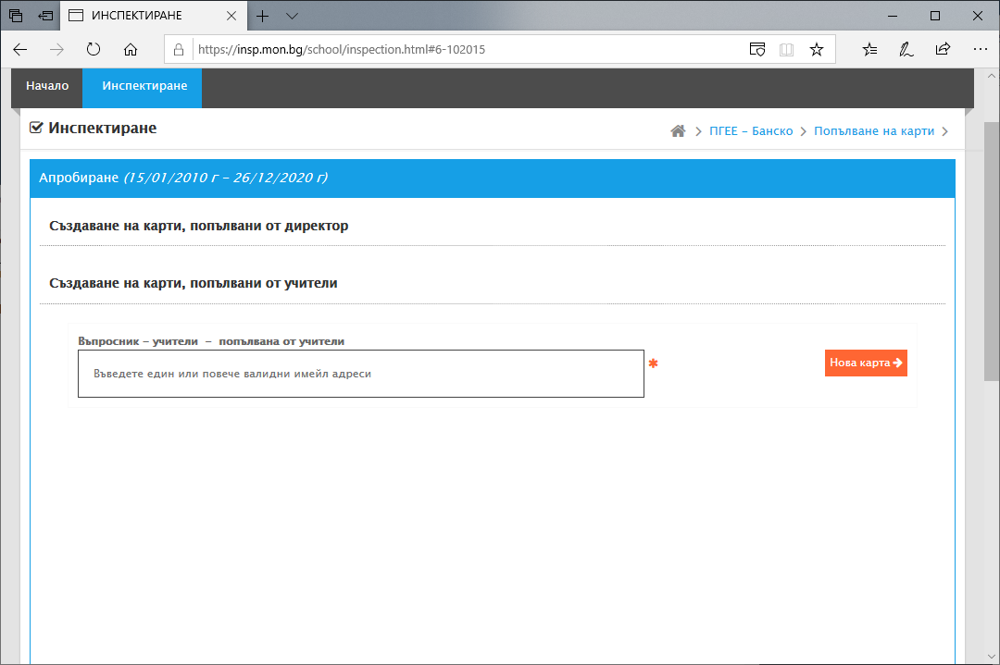 ИНСПЕКТИРАНЕ
https://insp.mon.bg/school/inspection.html#6-102015
Начало
Инспектиране
Инспектиране
ПГЕЕ – Банско
Попълване на карти
Апробиране (15/01/2010 г – 26/12/2020 г)
Създаване на карти, попълвани от директор
Създаване на карти, попълвани от учители
Въпросник – учители – попълвана от учители
Въведете един или повече валидни имейл адреси
*
Нова карта